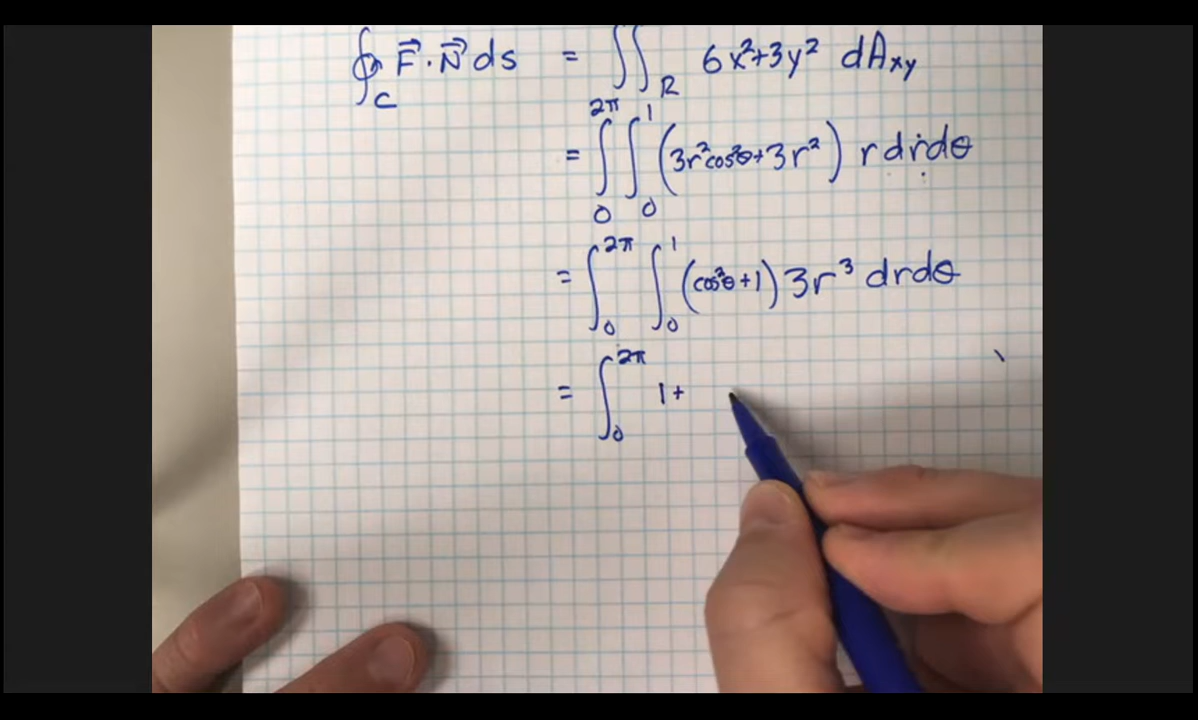 ∮_C F⃗ · N⃗ ds = ∬_R 6x²+3y² dA_xy
= ∫_0^2π ∫_0^1 (3r²cos²θ+3r²) r dr dθ
= ∫_0^2π ∫_0^1 (cos²θ+1) 3r³ dr dθ
= ∫_0^2π 1+